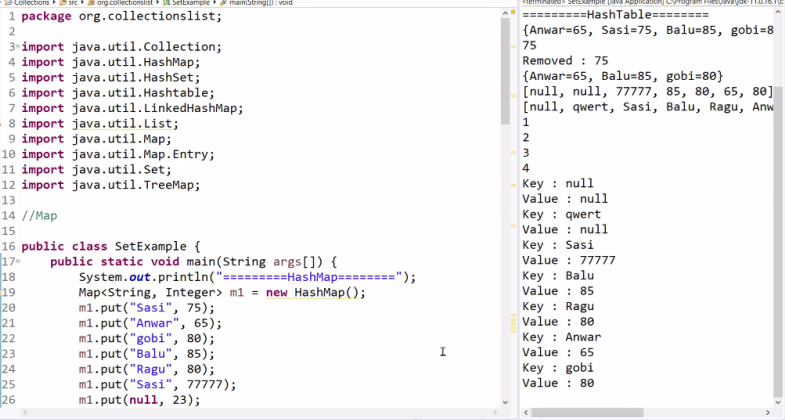 Collections src org.collectionslist SetExample main(String[]) : void
1 package org.collectionslist;
2
3 import java.util.Collection;
4 import java.util.HashMap;
5 import java.util.HashSet;
6 import java.util.Hashtable;
7 import java.util.LinkedHashMap;
8 import java.util.List;
9 import java.util.Map;
10 import java.util.Map.Entry;
11 import java.util.Set;
12 import java.util.TreeMap;
13
14 //Map
15
16 public class SetExample {
17 public static void main(String args[]) {
18 System.out.println("=========HashMap========");
19 Map<String, Integer> m1 = new HashMap();
20 m1.put("Sasi", 75);
21 m1.put("Anwar", 65);
22 m1.put("gobi", 80);
23 m1.put("Balu", 85);
24 m1.put("Ragu", 80);
25 m1.put("Sasi", 77777);
26 m1.put(null, 23);
<terminated> SetExample [Java Application] C:\Program Files\Java\jdk-11.0.16.1\
=========HashTable========
{Anwar=65, Sasi=75, Balu=85, gobi=8
75
Removed : 75
{Anwar=65, Balu=85, gobi=80}
[null, null, 77777, 85, 80, 65, 80]
[null, qwert, Sasi, Balu, Ragu, Anw
1
2
3
4
Key : null
Value : null
Key : qwert
Value : null
Key : Sasi
Value : 77777
Key : Balu
Value : 85
Key : Ragu
Value : 80
Key : Anwar
Value : 65
Key : gobi
Value : 80